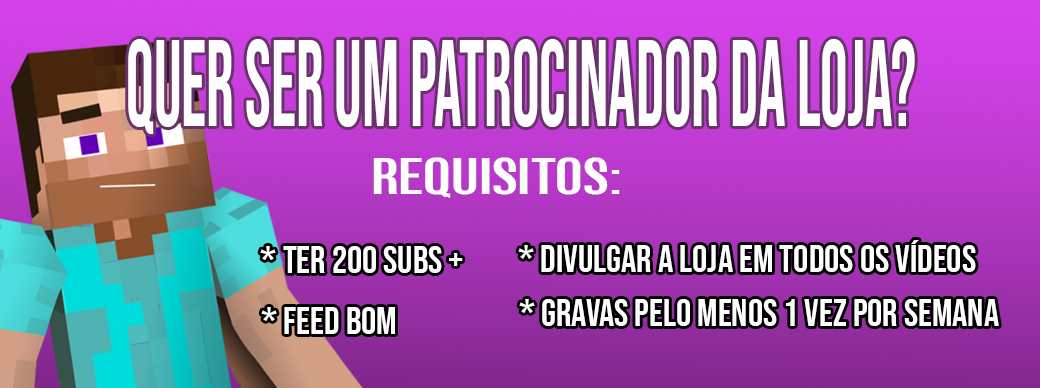 QUER SER UM PATROCINADOR DA LOJA?
REQUISITOS:
* TER 200 SUBS +
* DIVULGAR A LOJA EM TODOS OS VÍDEOS
* FEED BOM
* GRAVAS PELO MENOS 1 VEZ POR SEMANA